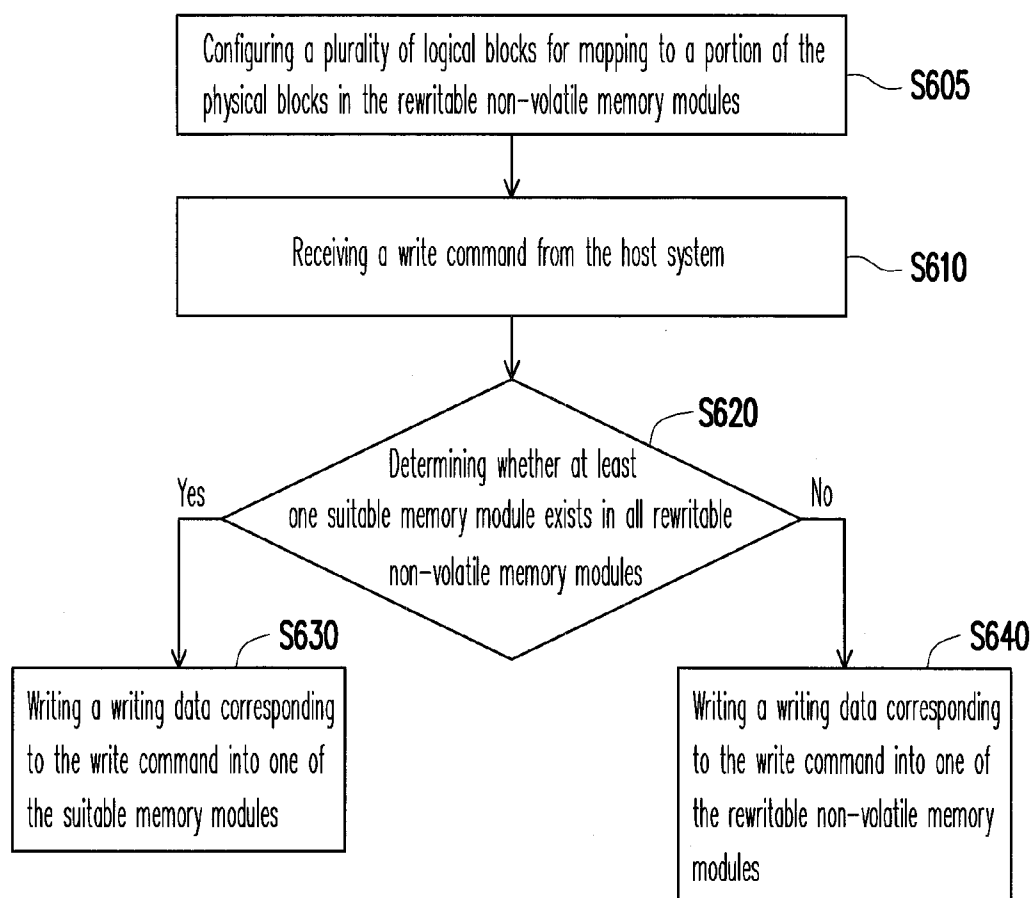 Configuring a plurality of logical blocks for mapping to a portion of the
physical blocks in the rewritable non-volatile memory modules
S605
Receiving a write command from the host system
S610
S620
Determining whether at least
one suitable memory module exists in all rewritable
non-volatile memory modules
Yes
No
S630
Writing a writing data corresponding
to the write command into one of
the suitable memory modules
S640
Writing a writing data corresponding
to the write command into one of
the rewritable non-volatile memory
modules